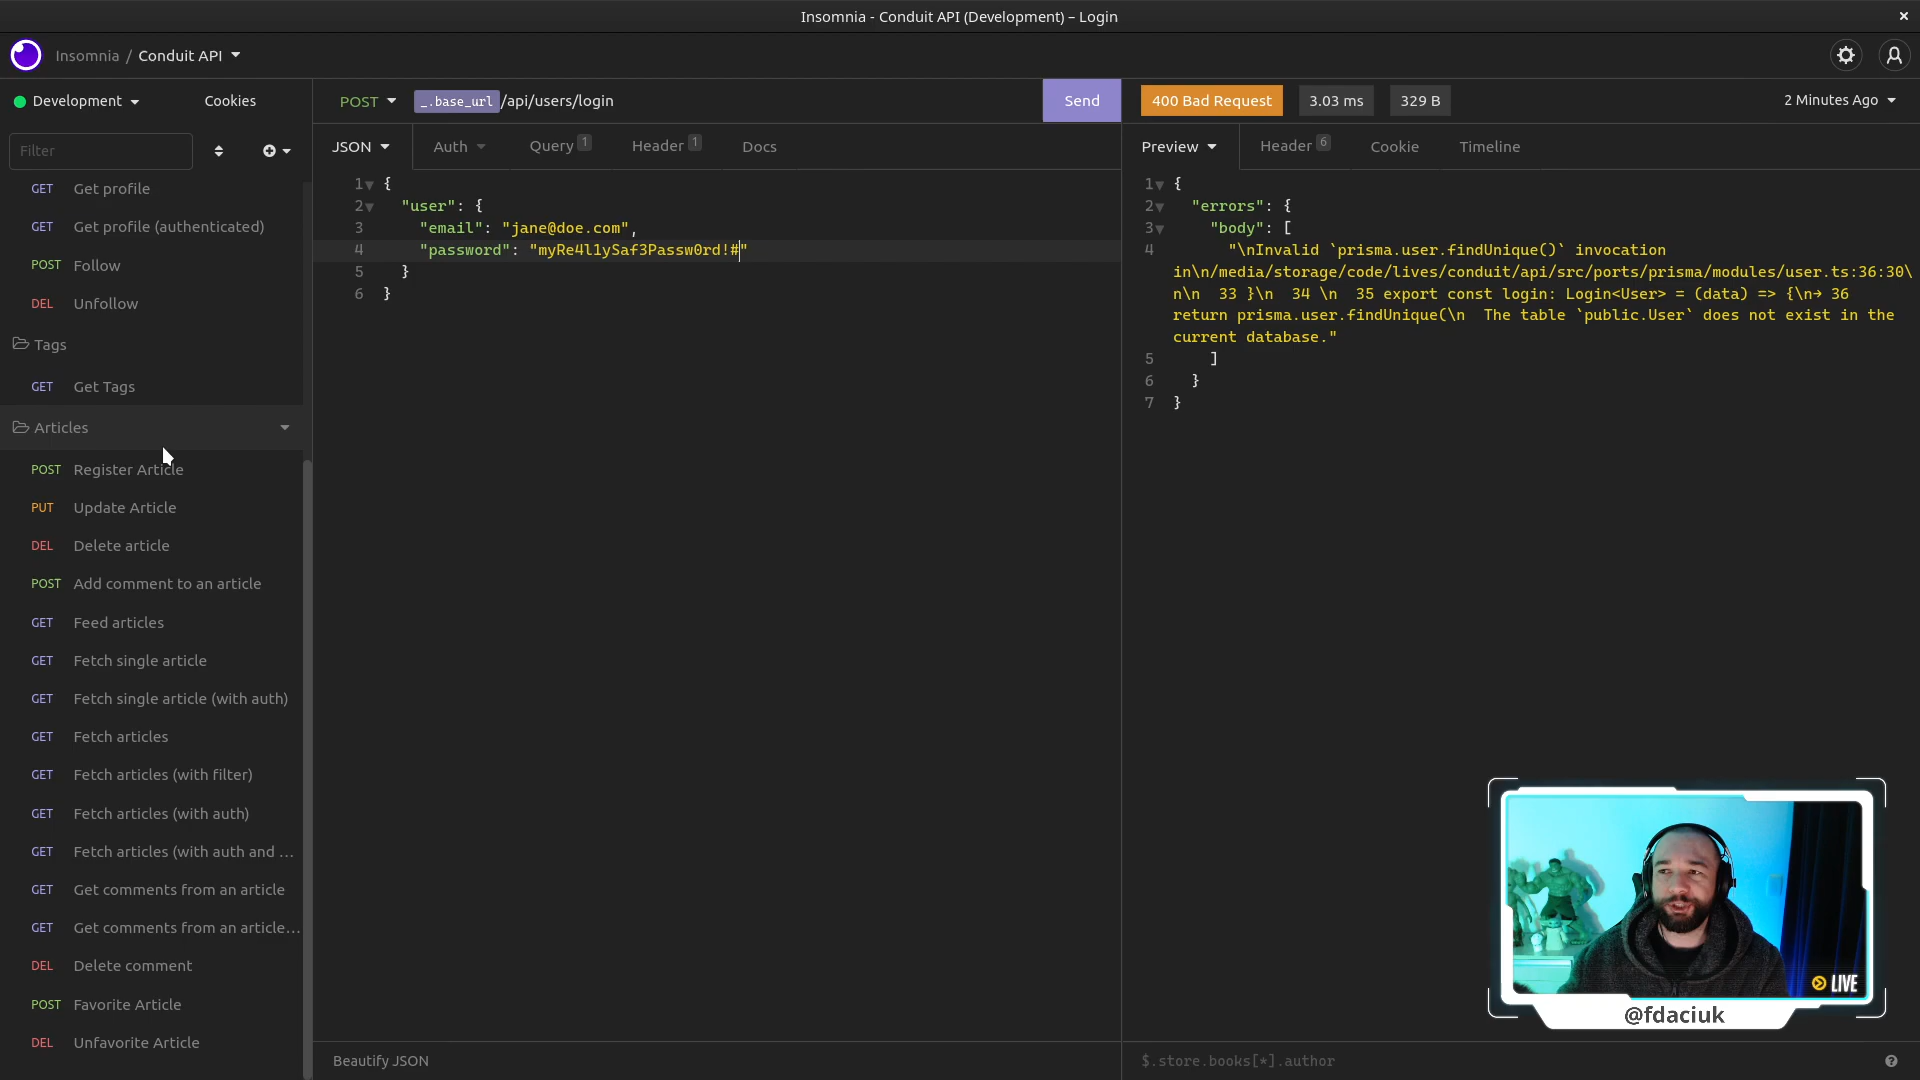 Insomnia - Conduit API (Development) – Login
Insomnia / Conduit API
Development
Cookies
POST
_.base_url /api/users/login
Send
400 Bad Request
3.03 ms
329 B
2 Minutes Ago
Filter
JSON
Auth
Query 1
Header 1
Docs
Preview
Header 6
Cookie
Timeline
GET Get profile
GET Get profile (authenticated)
POST Follow
DEL Unfollow
Tags
GET Get Tags
Articles
POST Register Article
PUT Update Article
DEL Delete article
POST Add comment to an article
GET Feed articles
GET Fetch single article
GET Fetch single article (with auth)
GET Fetch articles
GET Fetch articles (with filter)
GET Fetch articles (with auth)
GET Fetch articles (with auth and ...
GET Get comments from an article
GET Get comments from an article...
DEL Delete comment
POST Favorite Article
DEL Unfavorite Article
1 {
2 "user": {
3 "email": "jane@doe.com",
4 "password": "myRe4l1ySaf3Passw0rd!#"
5 }
6 }
Beautify JSON
1 {
2 "errors": {
3 "body": [
4 "\nInvalid `prisma.user.findUnique()` invocation
in\n/media/storage/code/lives/conduit/api/src/ports/prisma/modules/user.ts:36:30\
n\n  33 }\n  34 \n  35 export const login: Login<User> = (data) => {\n→ 36
return prisma.user.findUnique(\n  The table `public.User` does not exist in the
current database."
5 ]
6 }
7 }
$.store.books[*].author
LIVE
@fdaciuk